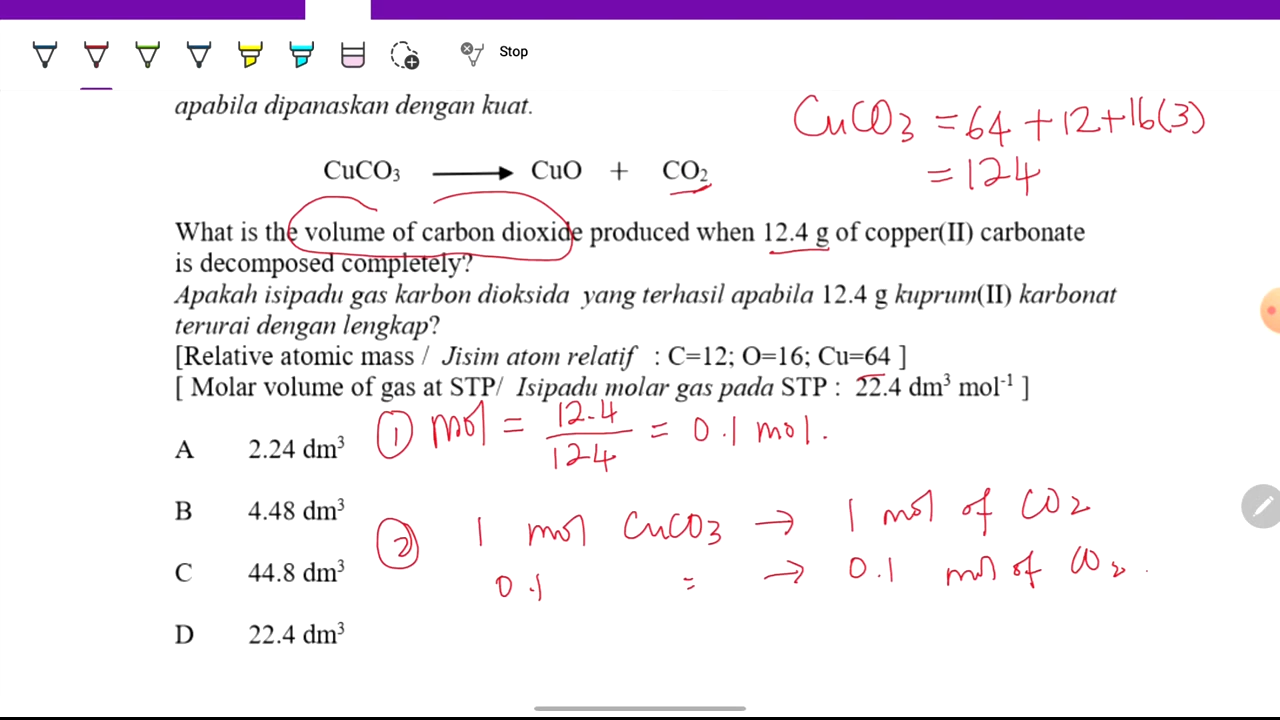 Stop
apabila dipanaskan dengan kuat.
CuCO3 = 64 + 12 + 16(3)
= 124
CuCO₃ ⟶ CuO + CO₂
What is the volume of carbon dioxide produced when 12.4 g of copper(II) carbonate
is decomposed completely?
Apakah isipadu gas karbon dioksida yang terhasil apabila 12.4 g kuprum(II) karbonat
terurai dengan lengkap?
[Relative atomic mass / Jisim atom relatif : C=12; O=16; Cu=64 ]
[ Molar volume of gas at STP/ Isipadu molar gas pada STP : 22.4 dm³ mol⁻¹ ]
① mol = 12.4 / 124 = 0.1 mol.
A 2.24 dm³
B 4.48 dm³
② 1 mol CuCO3 → 1 mol of CO2
C 44.8 dm³
0.1 = → 0.1 mol of CO2.
D 22.4 dm³